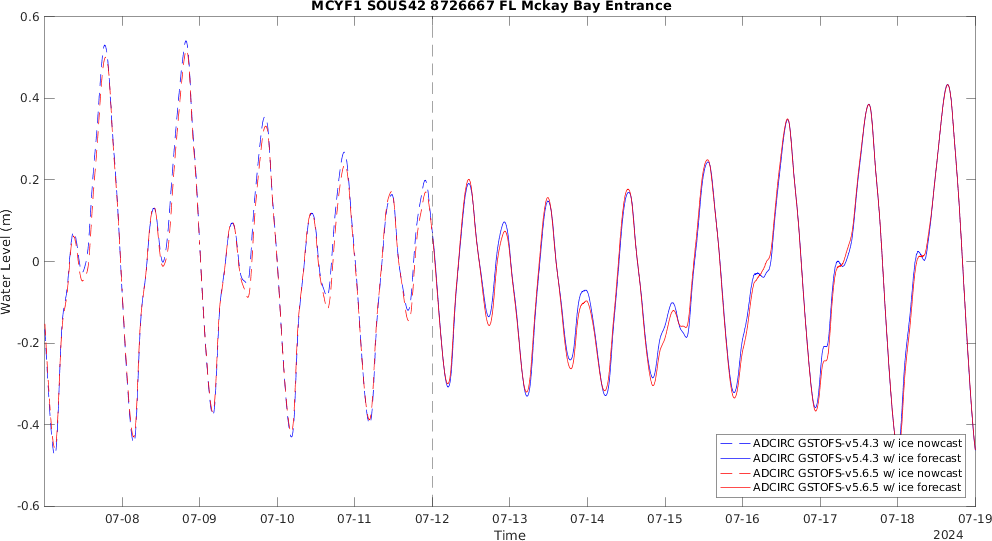 MCYF1 SOUS42 8726667 FL Mckay Bay Entrance
0.6
0.4
0.2
0
-0.2
-0.4
-0.6
Water Level (m)
ADCIRC GSTOFS-v5.4.3 w/ ice nowcast
ADCIRC GSTOFS-v5.4.3 w/ ice forecast
ADCIRC GSTOFS-v5.6.5 w/ ice nowcast
ADCIRC GSTOFS-v5.6.5 w/ ice forecast
07-08 07-09 07-10 07-11 07-12 07-13 07-14 07-15 07-16 07-17 07-18 07-19
Time
2024